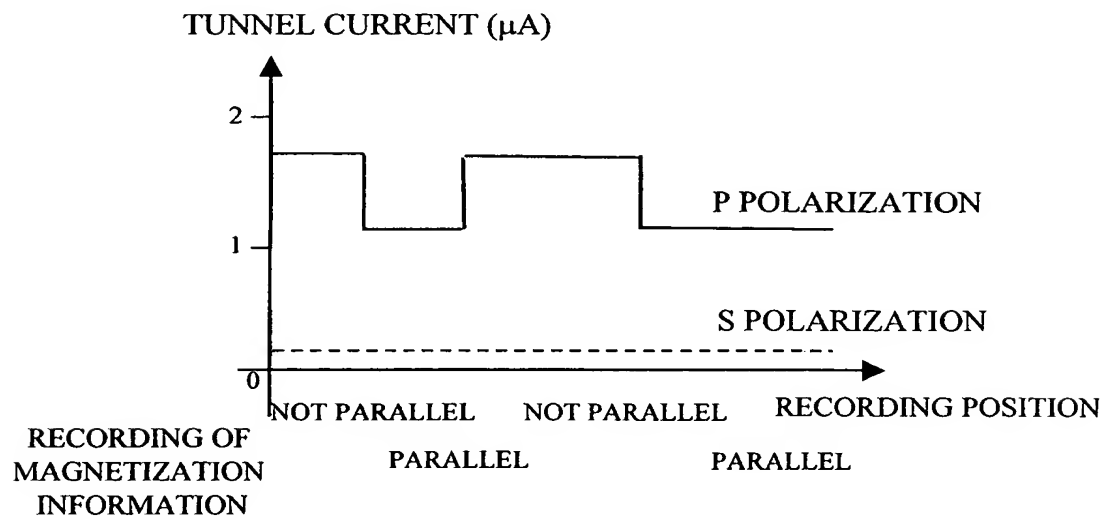 TUNNEL CURRENT (μA)
2
1
P POLARIZATION
S POLARIZATION
0
NOT PARALLEL NOT PARALLEL RECORDING POSITION
RECORDING OF
MAGNETIZATION
INFORMATION
PARALLEL PARALLEL